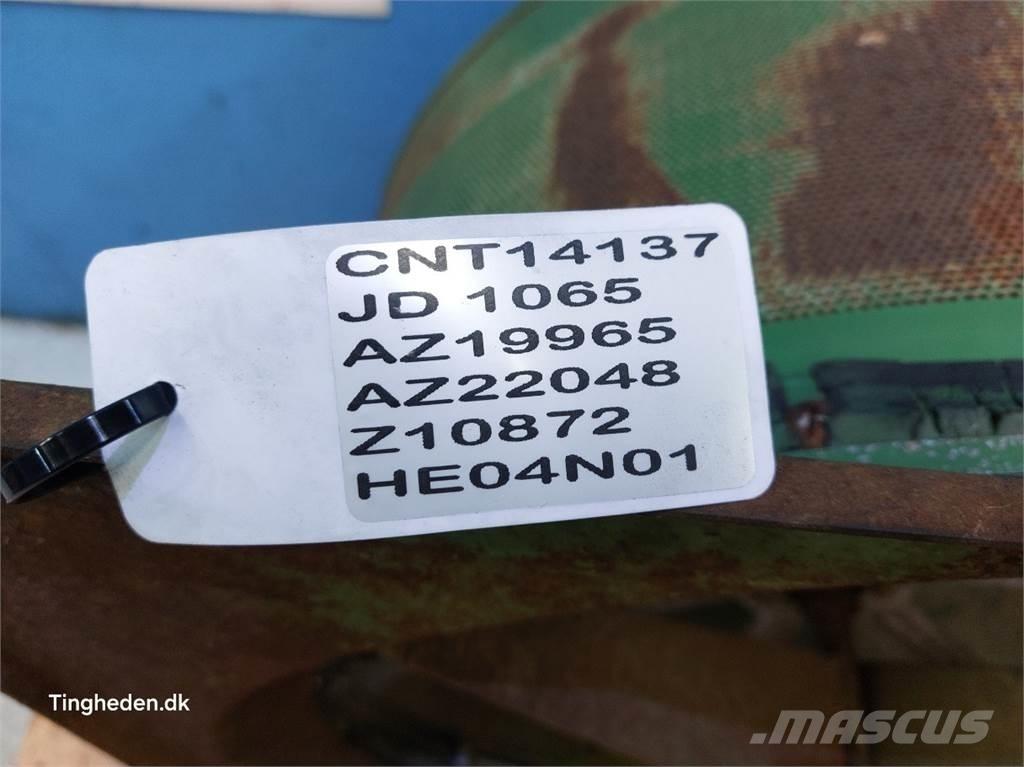 CNT14137
JD 1065
AZ19965
AZ22048
Z10872
HE04N01
Tingheden.dk
MASCUS